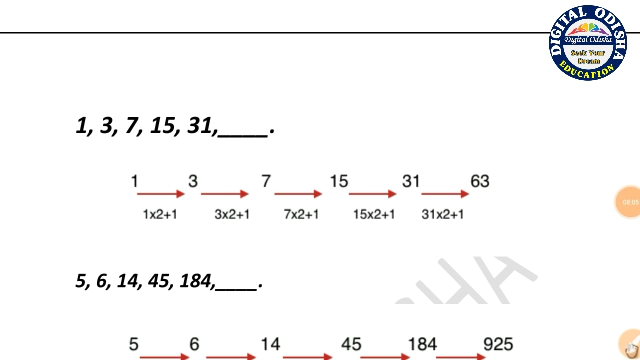 DIGITAL ODISHA
Digital Odisha
Seek Your
Dream
EDUCATION
1, 3, 7, 15, 31,____.
1 3 7 15 31 63
1x2+1 3x2+1 7x2+1 15x2+1 31x2+1
5, 6, 14, 45, 184,____.
HA
5 6 14 45 184 925